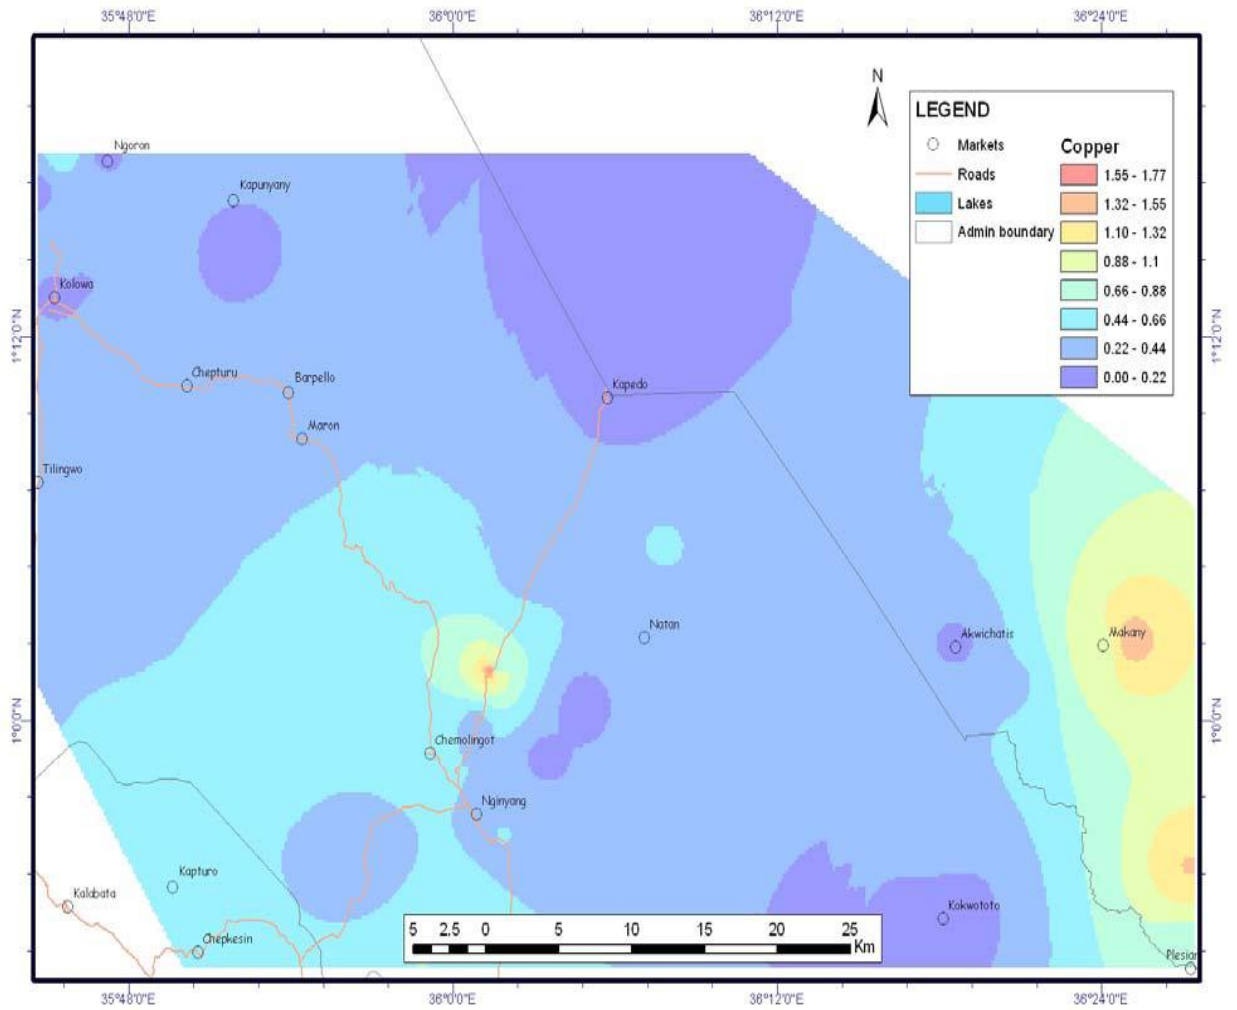 35°48'0"E 36°0'0"E 36°12'0"E 36°24'0"E
N
LEGEND
Markets
Roads
Lakes
Admin boundary
Copper
1.55 - 1.77
1.32 - 1.55
1.10 - 1.32
0.88 - 1.1
0.66 - 0.88
0.44 - 0.66
0.22 - 0.44
0.00 - 0.22
Ngoron
Kapunyany
Kolowa
1°12'0"N 1°12'0"N
Chepturu
Barpello
Kapedo
Maron
Tilingwo
Natan
Akwichatis
Makany
1°0'0"N 1°0'0"N
Chemolingot
Nginyang
Kapturo
Kalabata
Kokwototo
Chepkesin
Plesian
5 2.5 0 5 10 15 20 25
Km
35°48'0"E 36°0'0"E 36°12'0"E 36°24'0"E